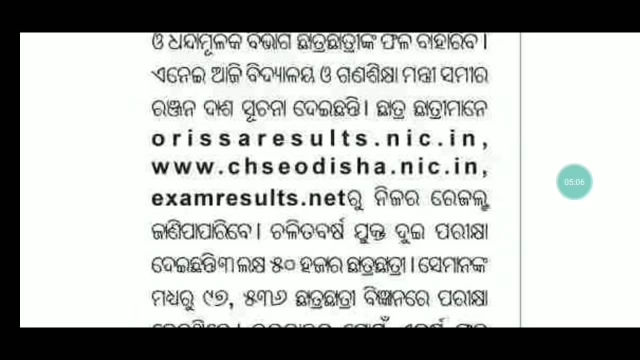 ଓ ଧନ୍ଦାମୂଳକ ବିଭାଗ ଛାତ୍ରଛାତ୍ରୀଙ୍କ ଫଳ ବାହାରିବ ।
ଏନେଇ ଆଜି ବିଦ୍ୟାଳୟ ଓ ଗଣଶିକ୍ଷା ମନ୍ତ୍ରୀ ସମୀର
ରଞ୍ଜନ ଦାଶ ସୂଚନା ଦେଇଛନ୍ତି । ଛାତ୍ର ଛାତ୍ରୀମାନେ
orissaresults.nic.in,
www.chseodisha.nic.in,
examresults.netରୁ ନିଜର ରେଜଲ୍ଟ
ଜାଣିପାପାରିବେ । ଚଳିତବର୍ଷ ଯୁକ୍ତ ଦୁଇ ପରୀକ୍ଷା
ଦେଇଛନ୍ତି ୩ ଲକ୍ଷ ୫୦ ହଜାର ଛାତ୍ରଛାତ୍ରୀ । ସେମାନଙ୍କ
ମଧ୍ୟରୁ ୯୭, ୫୩୬ ଛାତ୍ରଛାତ୍ରୀ ବିଜ୍ଞାନରେ ପରୀକ୍ଷା
05:06